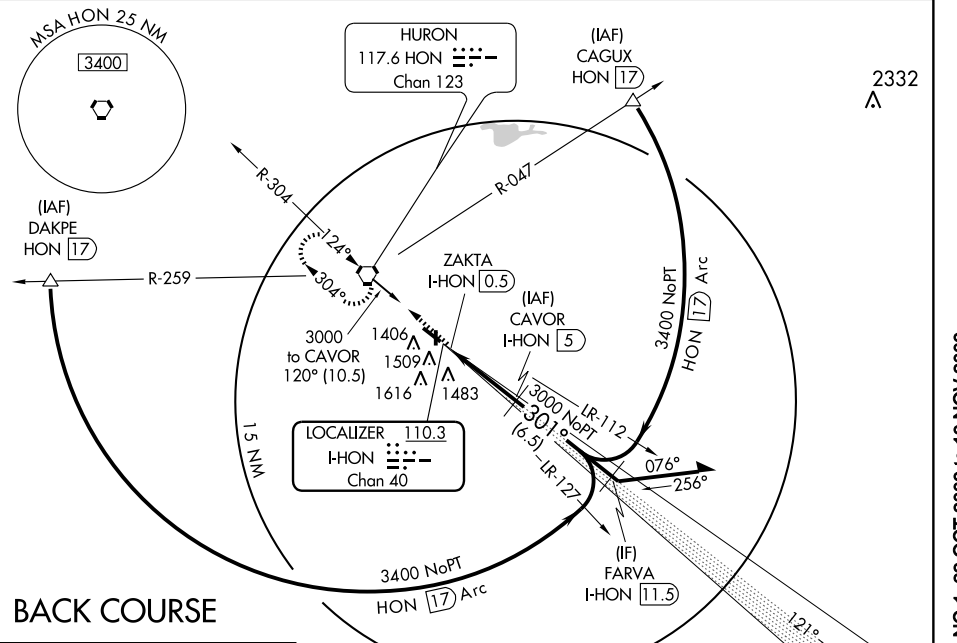 MSA HON 25 NM
3400
HURON
117.6 HON
Chan 123
(IAF)
CAGUX
HON 17
2332
R-304
R-047
124°
304°
(IAF)
DAKPE
HON 17
R-259
ZAKTA
I-HON 0.5
(IAF)
CAVOR
I-HON 5
3400 NoPT
HON 17 Arc
3000
to CAVOR
120° (10.5)
1406
1509
1616
1483
3000 NoPT
301°
(6.5)
LR-112
LR-127
076°
256°
LOCALIZER 110.3
I-HON
Chan 40
15 NM
(IF)
FARVA
I-HON 11.5
3400 NoPT
HON 17 Arc
BACK COURSE
121°